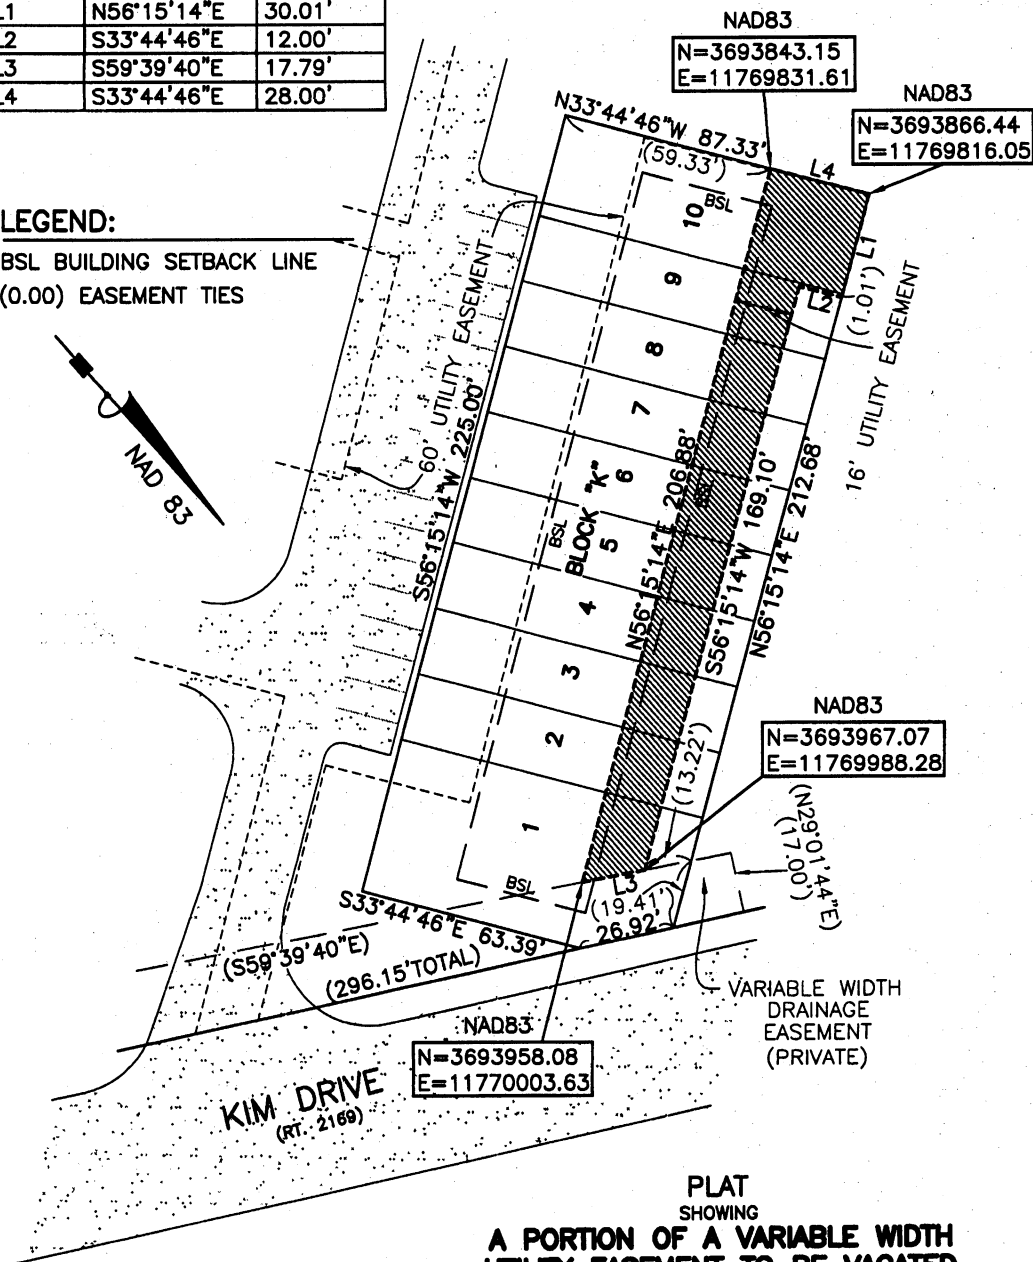 L1 N56°15'14"E 30.01'
L2 S33°44'46"E 12.00'
L3 S59°39'40"E 17.79'
L4 S33°44'46"E 28.00'
NAD83
N=3693843.15
E=11769831.61
NAD83
N=3693866.44
E=11769816.05
N33°44'46"W 87.33'
(59.33')
L4
LEGEND:
BSL BUILDING SETBACK LINE
(0.00) EASEMENT TIES
NAD 83
60' UTILITY EASEMENT
S56°15'14"W 225.00'
10
BSL
9
8
7
6
5
4
3
2
1
BLOCK "K"
BSL
BSL
BSL
L1
L2
(1.01')
16' UTILITY EASEMENT
N56°15'14"E 206.88'
S56°15'14"W 169.10'
N56°15'14"E 212.68'
NAD83
N=3693967.07
E=11769988.28
(13.22')
(N29°01'44"E)
(17.00')
L3
(19.41')
26.92'
S33°44'46"E 63.39'
(S59°39'40"E)
(296.15'TOTAL)
VARIABLE WIDTH
DRAINAGE
EASEMENT
(PRIVATE)
NAD83
N=3693958.08
E=11770003.63
KIM DRIVE
(RT. 2169)
PLAT
SHOWING
A PORTION OF A VARIABLE WIDTH
UTILITY EASEMENT TO BE VACATED